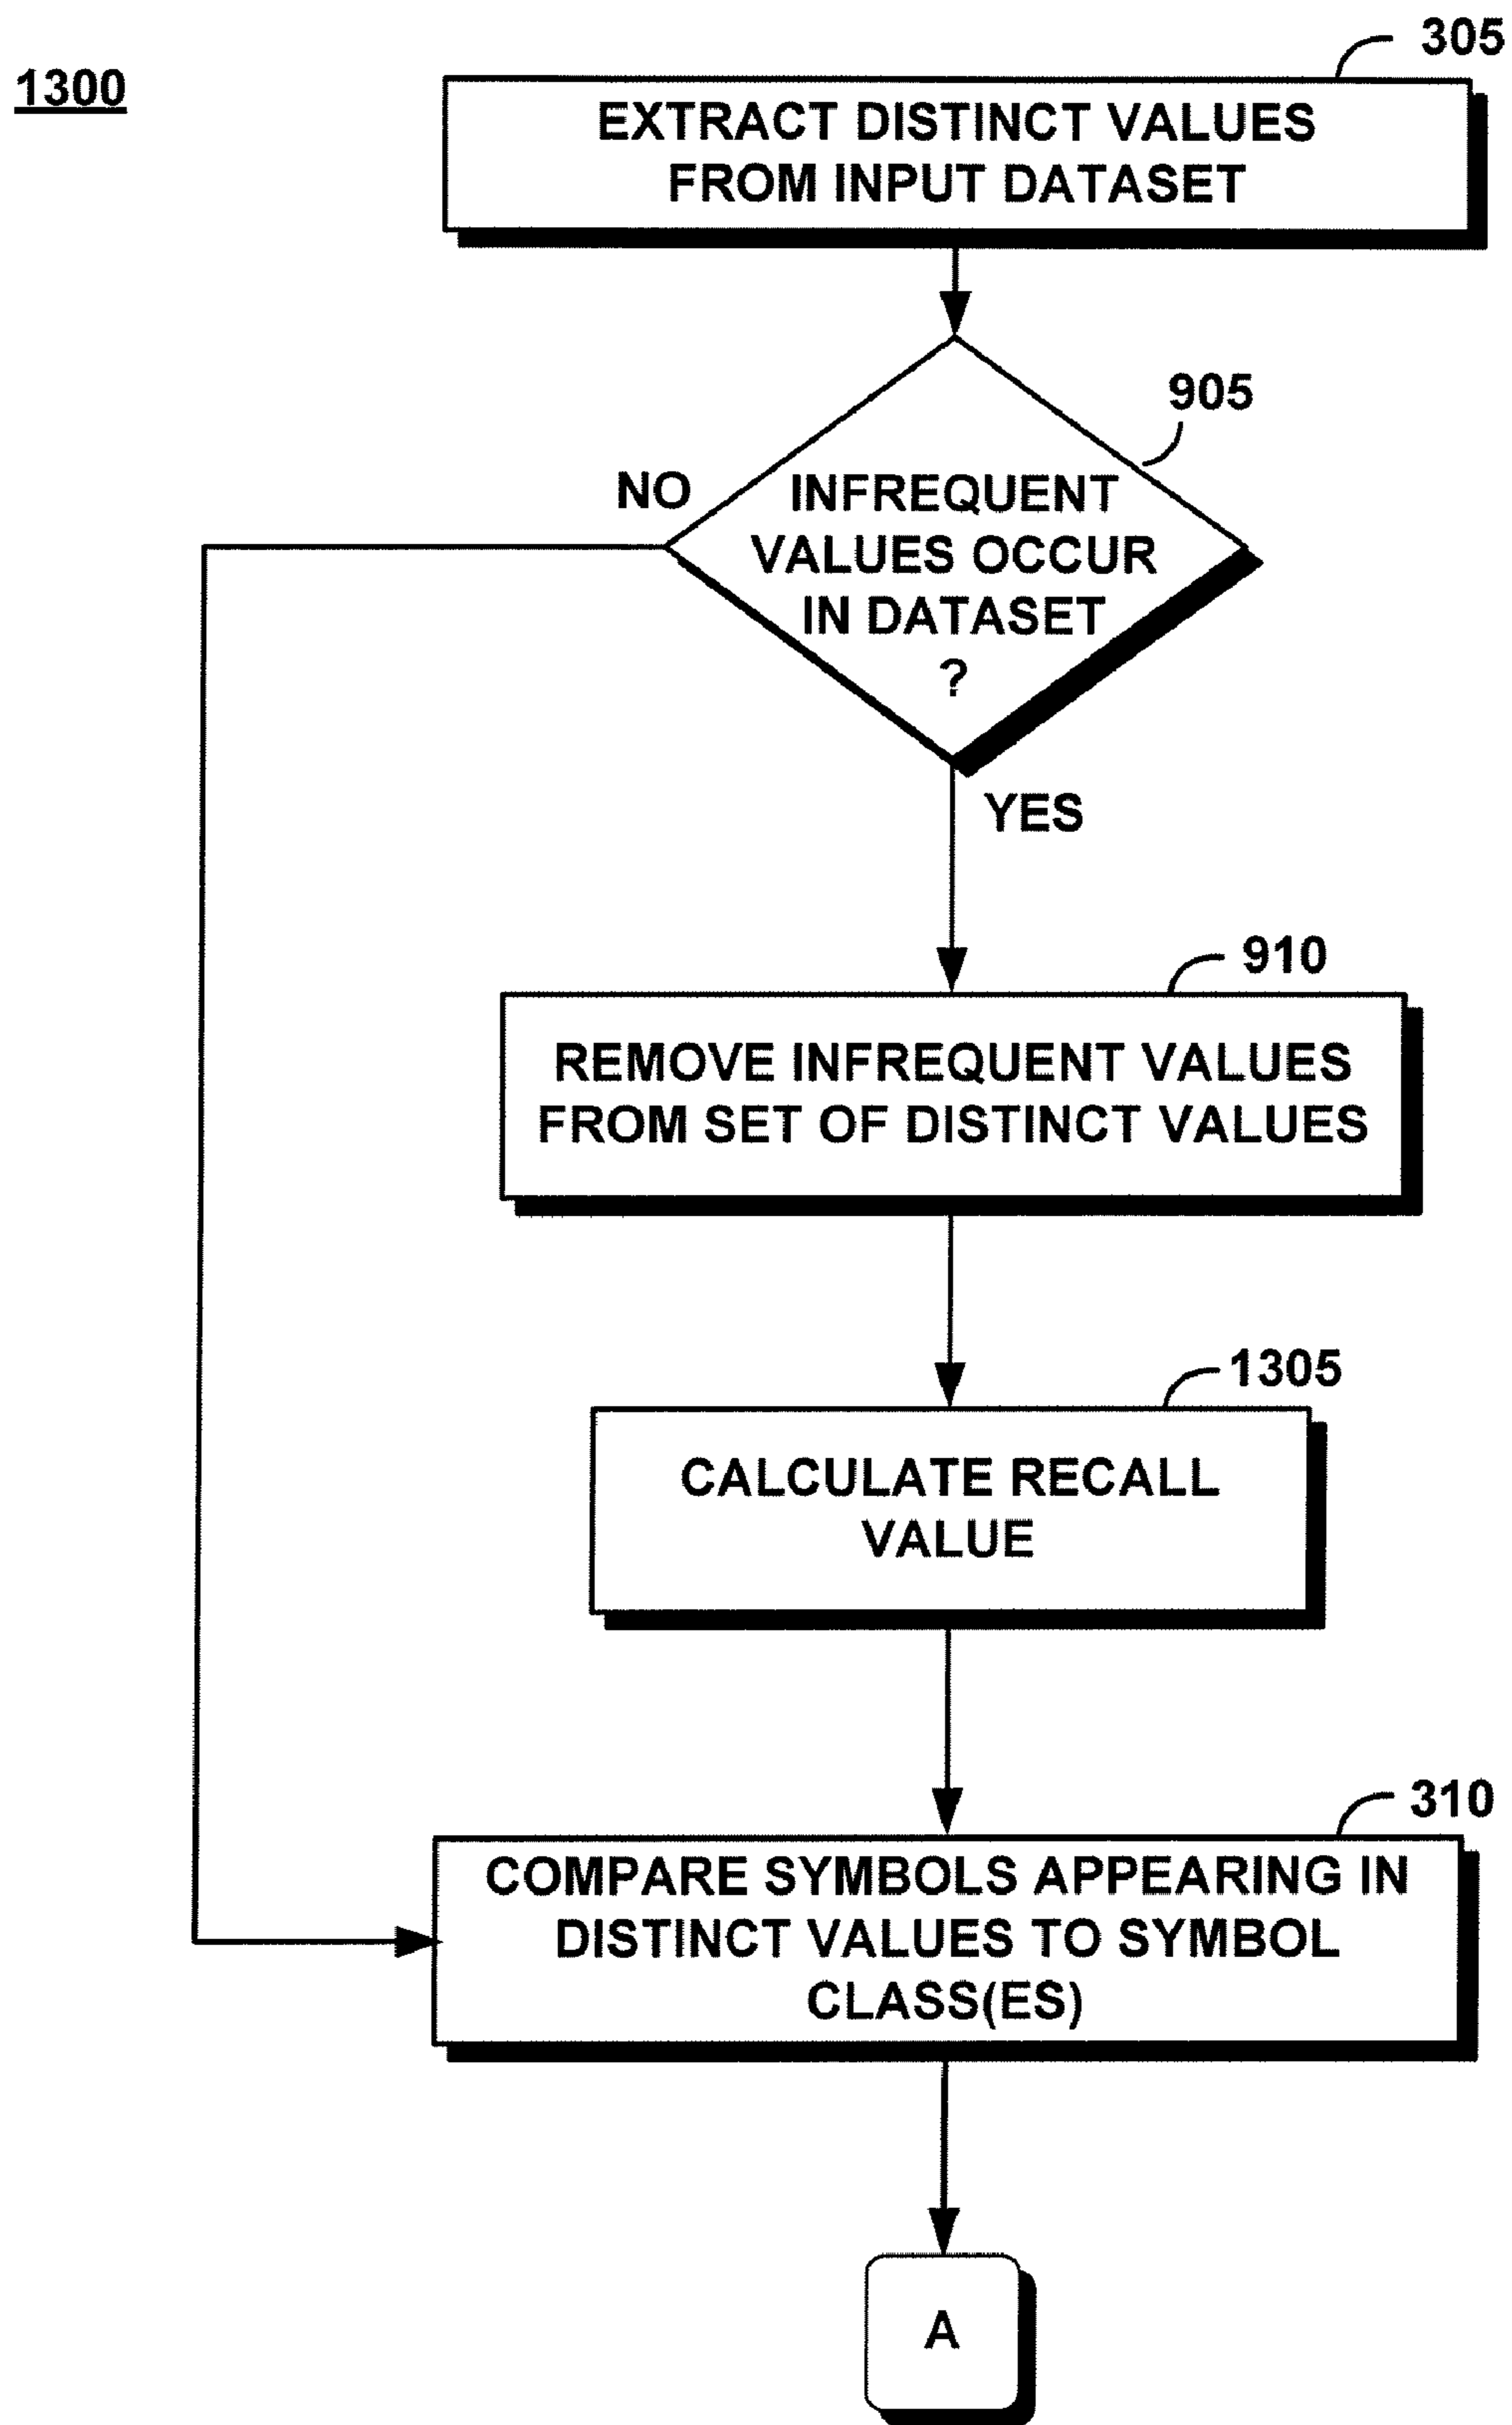 1300
305
EXTRACT DISTINCT VALUES
FROM INPUT DATASET
905
NO
INFREQUENT
VALUES OCCUR
IN DATASET
?
YES
910
REMOVE INFREQUENT VALUES
FROM SET OF DISTINCT VALUES
1305
CALCULATE RECALL
VALUE
310
COMPARE SYMBOLS APPEARING IN
DISTINCT VALUES TO SYMBOL
CLASS(ES)
A